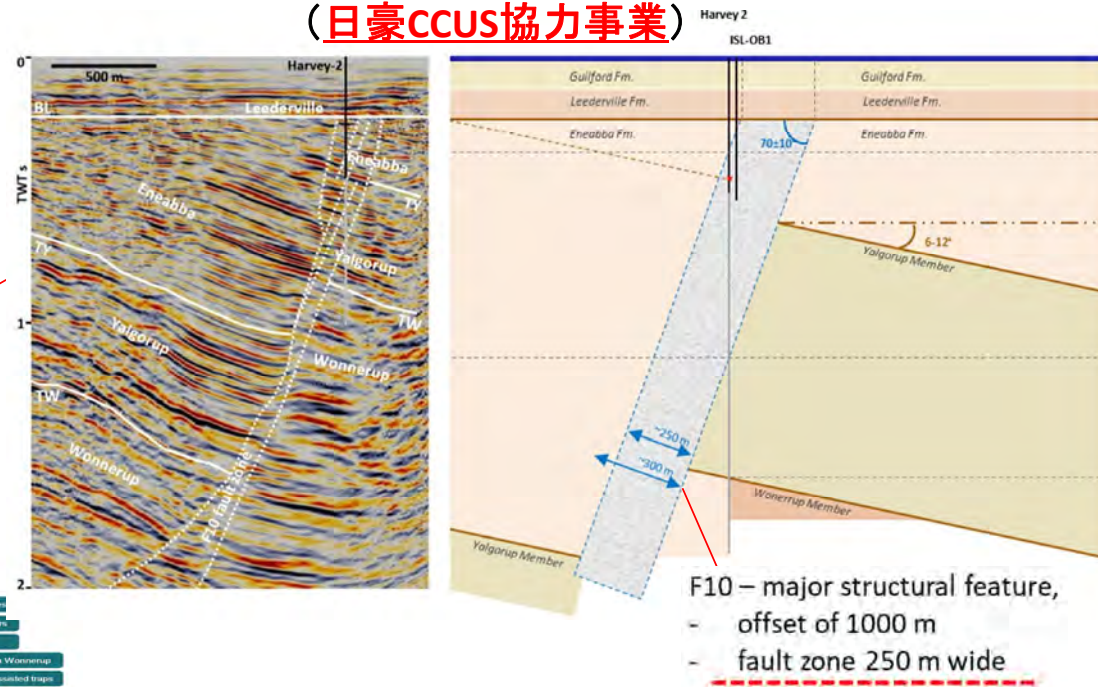 （日豪CCUS協力事業）
Harvey 2
ISL-OB1
0
500 m
Harvey-2
BL
Leederville
TWT s
Eneabba
Eneabba
TY
TY
Yalgorup
TW
1
Yalgorup
Wonnerup
TW
Wonnerup
F10 fault zone
2
Guilford Fm.
Guilford Fm.
Leederville Fm.
Leederville Fm.
Eneabba Fm.
Eneabba Fm.
70±10°
6-12°
Yalgorup Member
~250 m
~300 m
Wonerrup Member
Yalgorup Member
F10 – major structural feature,
- offset of 1000 m
- fault zone 250 m wide
Wonnerup
traps